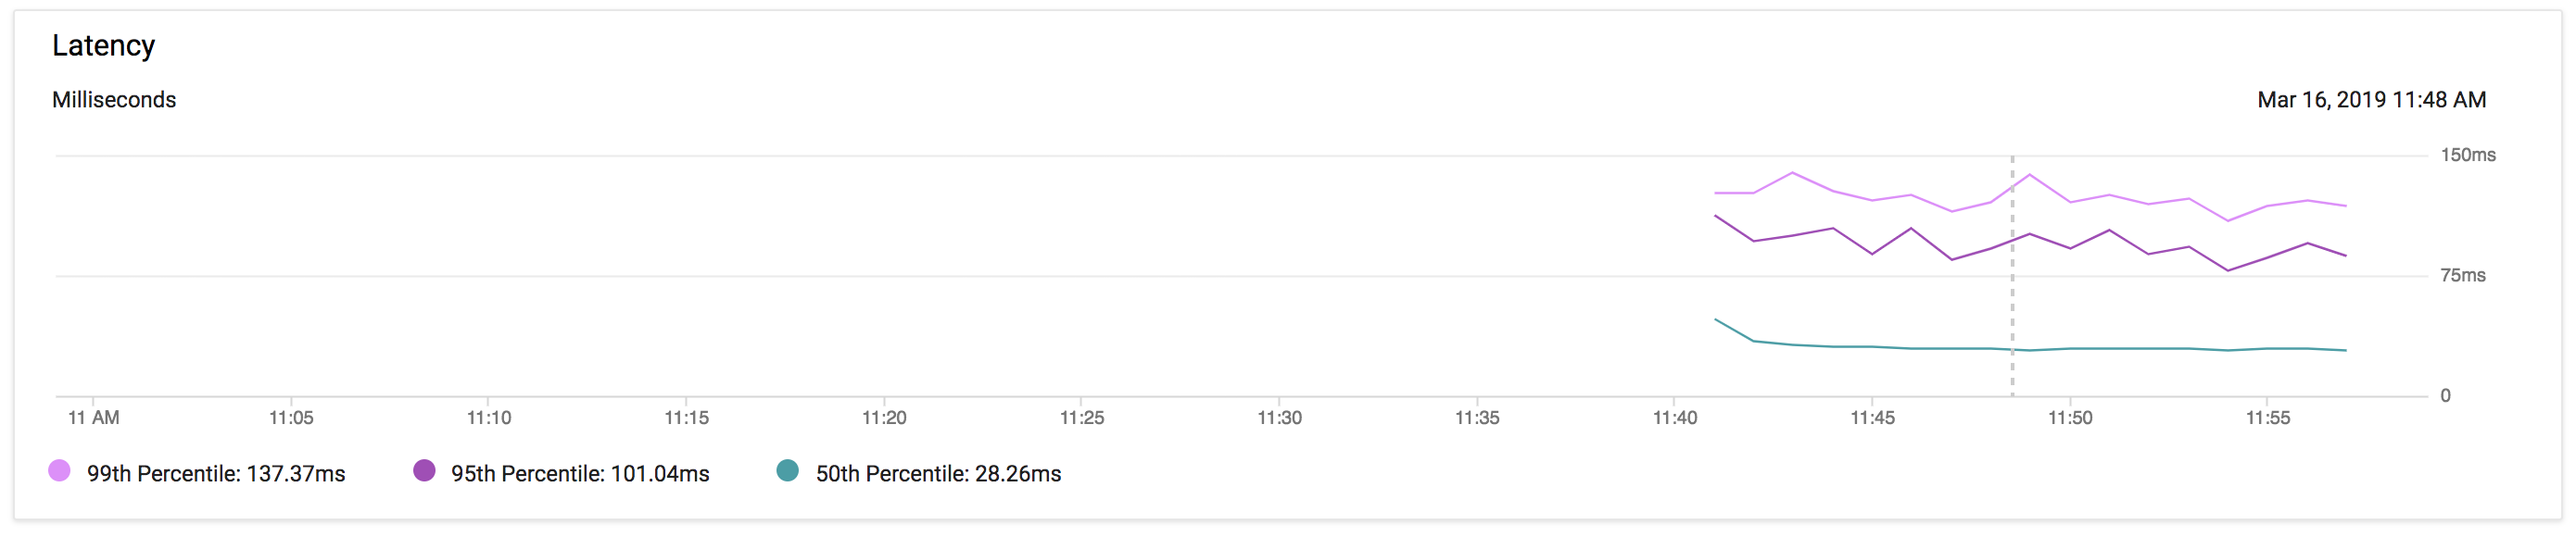 Latency
Milliseconds
Mar 16, 2019 11:48 AM
150ms
75ms
0
11 AM 11:05 11:10 11:15 11:20 11:25 11:30 11:35 11:40 11:45 11:50 11:55
99th Percentile: 137.37ms 95th Percentile: 101.04ms 50th Percentile: 28.26ms